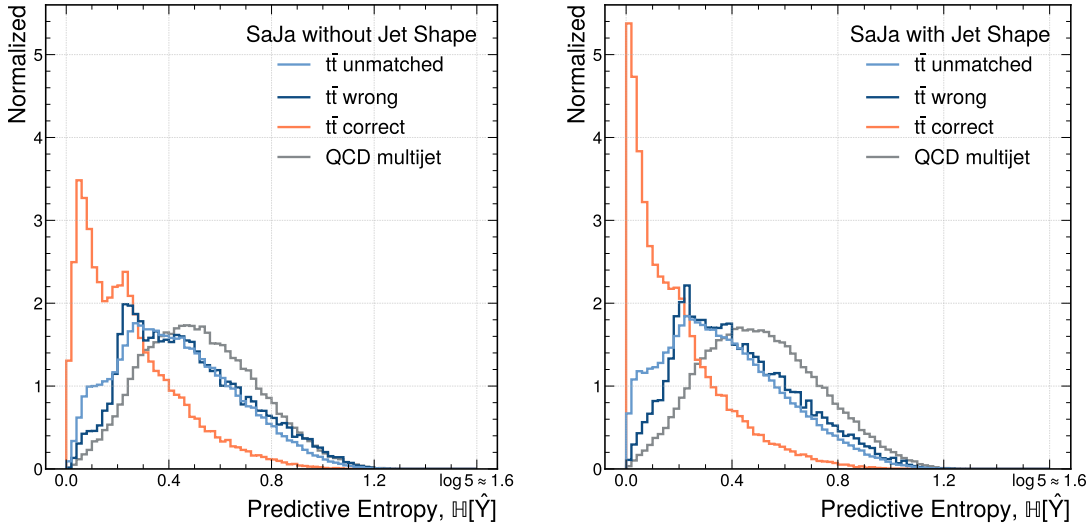 Normalized
SaJa without Jet Shape
tt̄ unmatched
tt̄ wrong
tt̄ correct
QCD multijet
5
4
3
2
1
0
0.0
0.4
0.8
1.2
log 5 ≈ 1.6
Predictive Entropy, ℍ[Ŷ]
Normalized
SaJa with Jet Shape
tt̄ unmatched
tt̄ wrong
tt̄ correct
QCD multijet
5
4
3
2
1
0
0.0
0.4
0.8
1.2
log 5 ≈ 1.6
Predictive Entropy, ℍ[Ŷ]